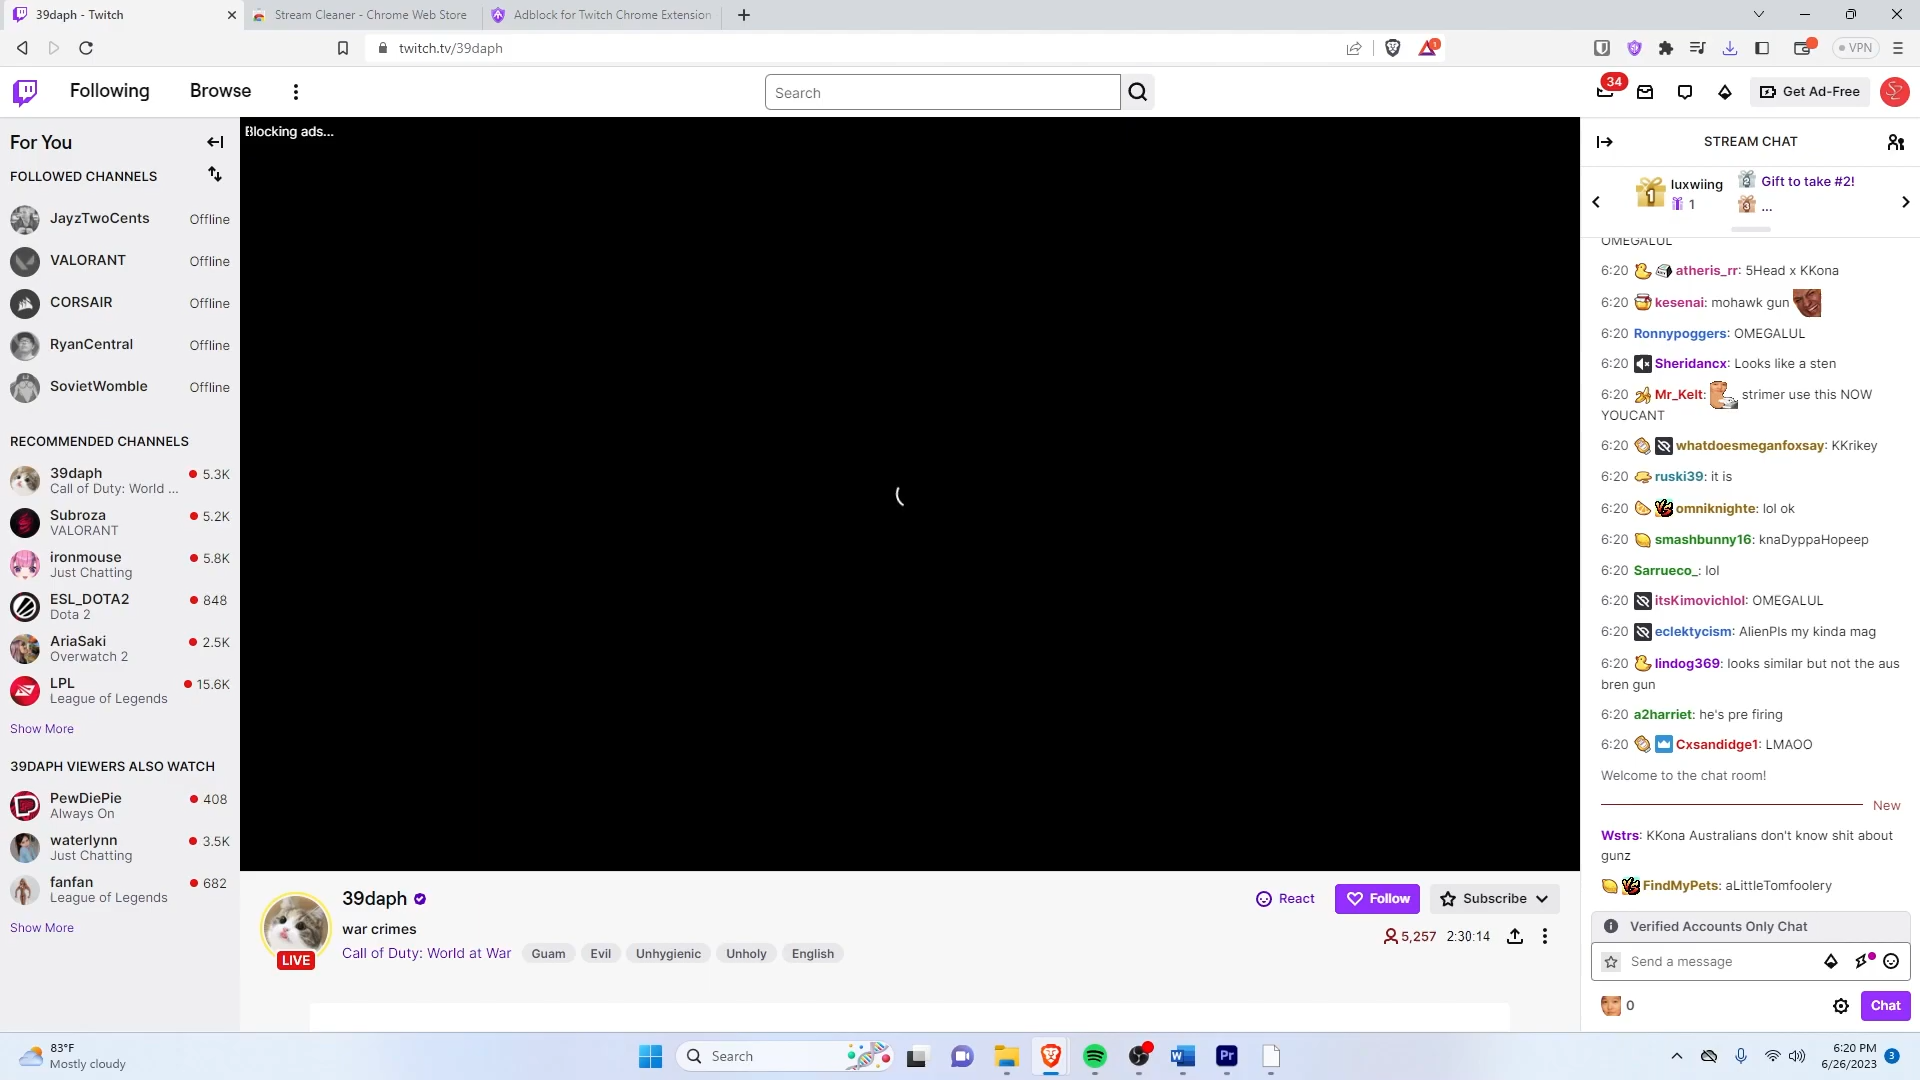 39daph - Twitch
Stream Cleaner - Chrome Web Store
Adblock for Twitch Chrome Extension
twitch.tv/39daph
1
VPN
Following
Browse
Search
34
Get Ad-Free
For You
FOLLOWED CHANNELS
JayzTwoCents Offline
VALORANT Offline
CORSAIR Offline
RyanCentral Offline
SovietWomble Offline
RECOMMENDED CHANNELS
39daph 5.3K
Call of Duty: World ...
Subroza 5.2K
VALORANT
ironmouse 5.8K
Just Chatting
ESL_DOTA2 848
Dota 2
AriaSaki 2.5K
Overwatch 2
LPL 15.6K
League of Legends
Show More
39DAPH VIEWERS ALSO WATCH
PewDiePie 408
Always On
waterlynn 3.5K
Just Chatting
fanfan 682
League of Legends
Show More
Blocking ads...
39daph
war crimes
Call of Duty: World at War Guam Evil Unhygienic Unholy English
LIVE
React
Follow
Subscribe
5,257 2:30:14
STREAM CHAT
1
luxwiing
1
2 Gift to take #2!
3 ...
OMEGALUL
6:20 atheris_rr: 5Head x KKona
6:20 kesenai: mohawk gun
6:20 Ronnypoggers: OMEGALUL
6:20 Sheridancx: Looks like a sten
6:20 Mr_Kelt: strimer use this NOW
YOUCANT
6:20 whatdoesmeganfoxsay: KKrikey
6:20 ruski39: it is
6:20 omniknighte: lol ok
6:20 smashbunny16: knaDyppaHopeep
6:20 Sarrueco_: lol
6:20 itsKimovichlol: OMEGALUL
6:20 eclektycism: AlienPls my kinda mag
6:20 lindog369: looks similar but not the aus
bren gun
6:20 a2harriet: he's pre firing
6:20 Cxsandidge1: LMAOO
Welcome to the chat room!
New
Wstrs: KKona Australians don't know shit about
gunz
FindMyPets: aLittleTomfoolery
Verified Accounts Only Chat
Send a message
0
Chat
83°F
Mostly cloudy
Search
W
Pr
6:20 PM
6/26/2023
3